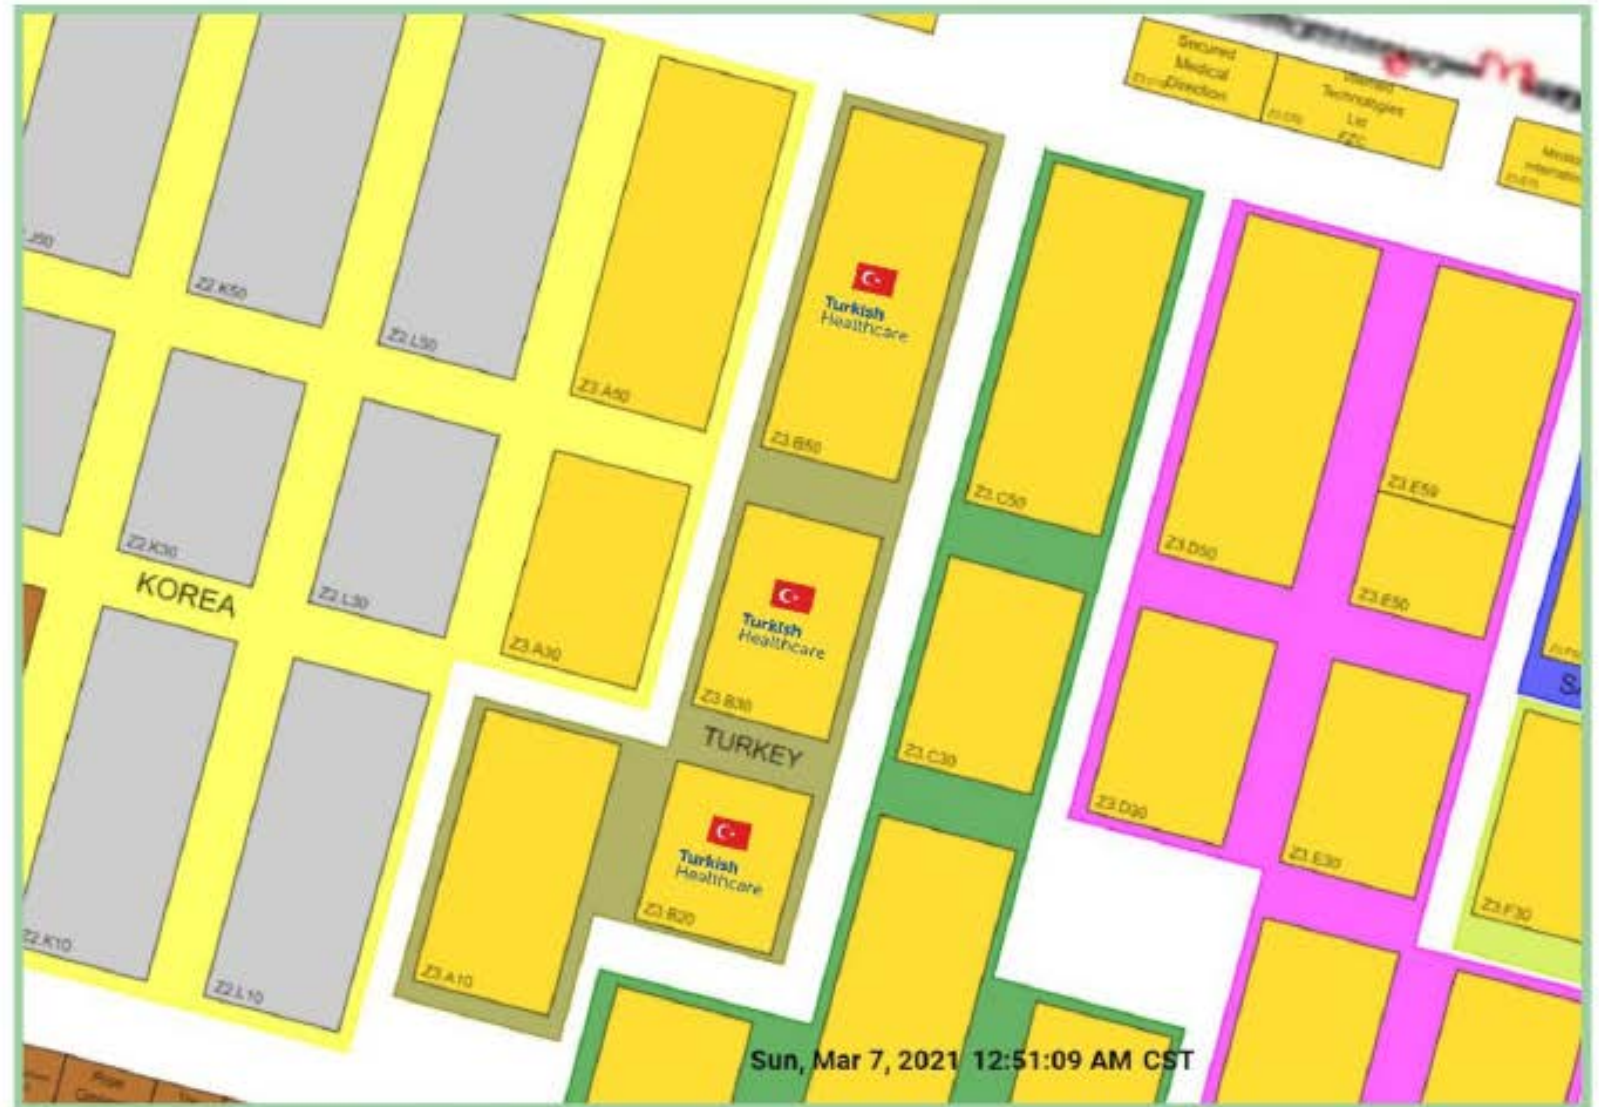 Secured
Medical
Direction
Technologies
Ltd
FZC
J50
Z2.K50
Z2.L50
Z3.A50
Turkish
Healthcare
Z3.B50
Z3.C50
Z3.D50
Z3.E59
Z3.E50
Z2.K30
KOREA
Z2.L30
Z3.A30
Turkish
Healthcare
Z3.B30
TURKEY
Z3.C30
Z3.D30
Z3.E30
Z3.F30
Turkish
Healthcare
Z3.B20
Z2.K10
Z2.L10
Z3.A10
Sun, Mar 7, 2021 12:51:09 AM CST